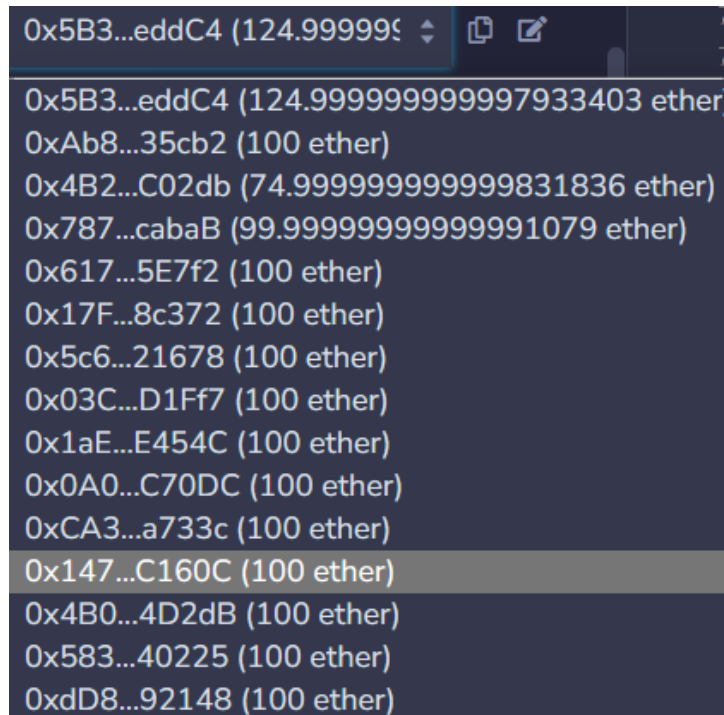 0x5B3...eddC4 (124.999999
0x5B3...eddC4 (124.999999999997933403 ether)
0xAb8...35cb2 (100 ether)
0x4B2...C02db (74.9999999999999831836 ether)
0x787...cabaB (99.99999999999991079 ether)
0x617...5E7f2 (100 ether)
0x17F...8c372 (100 ether)
0x5c6...21678 (100 ether)
0x03C...D1Ff7 (100 ether)
0x1aE...E454C (100 ether)
0x0A0...C70DC (100 ether)
0xCA3...a733c (100 ether)
0x147...C160C (100 ether)
0x4B0...4D2dB (100 ether)
0x583...40225 (100 ether)
0xdD8...92148 (100 ether)